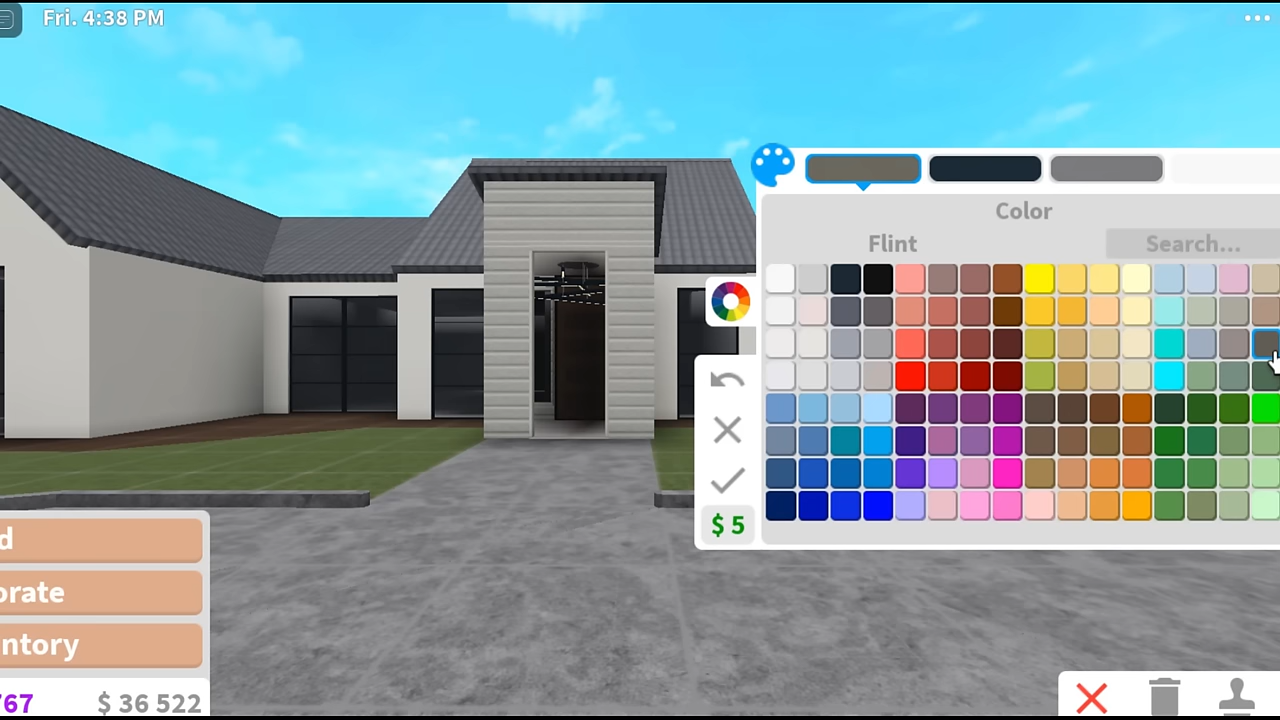 Fri. 4:38 PM
Color
Flint
Search...
$ 5
d
orate
ntory
767
$ 36 522